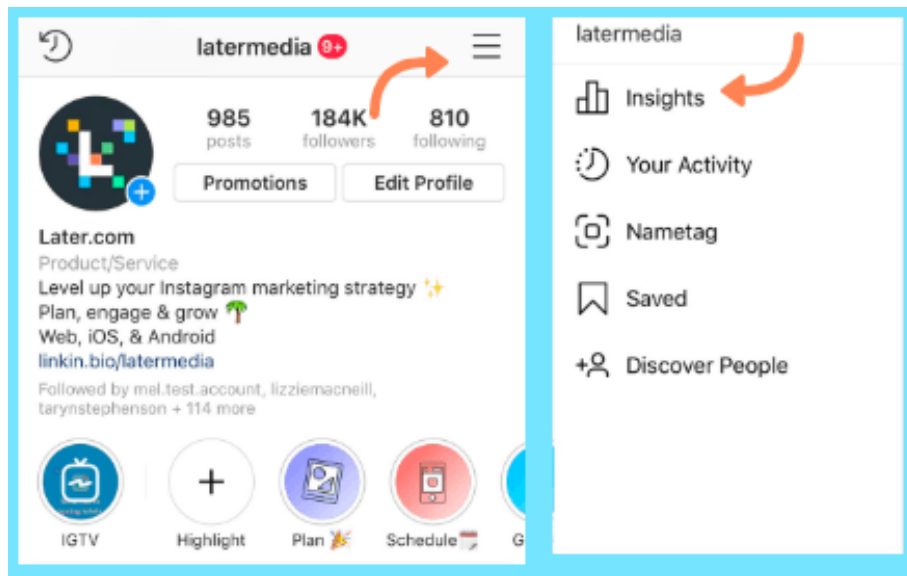 latermedia 9+
985 184K 810
posts followers following
Promotions Edit Profile
Later.com
Product/Service
Level up your Instagram marketing strategy ✨
Plan, engage & grow 🌴
Web, iOS, & Android
linkin.bio/latermedia
Followed by mel.test.account, lizziemacneill,
tarynstephenson + 114 more
IGTV Highlight Plan 🎉 Schedule🗓 G
latermedia
Insights
Your Activity
Nametag
Saved
Discover People